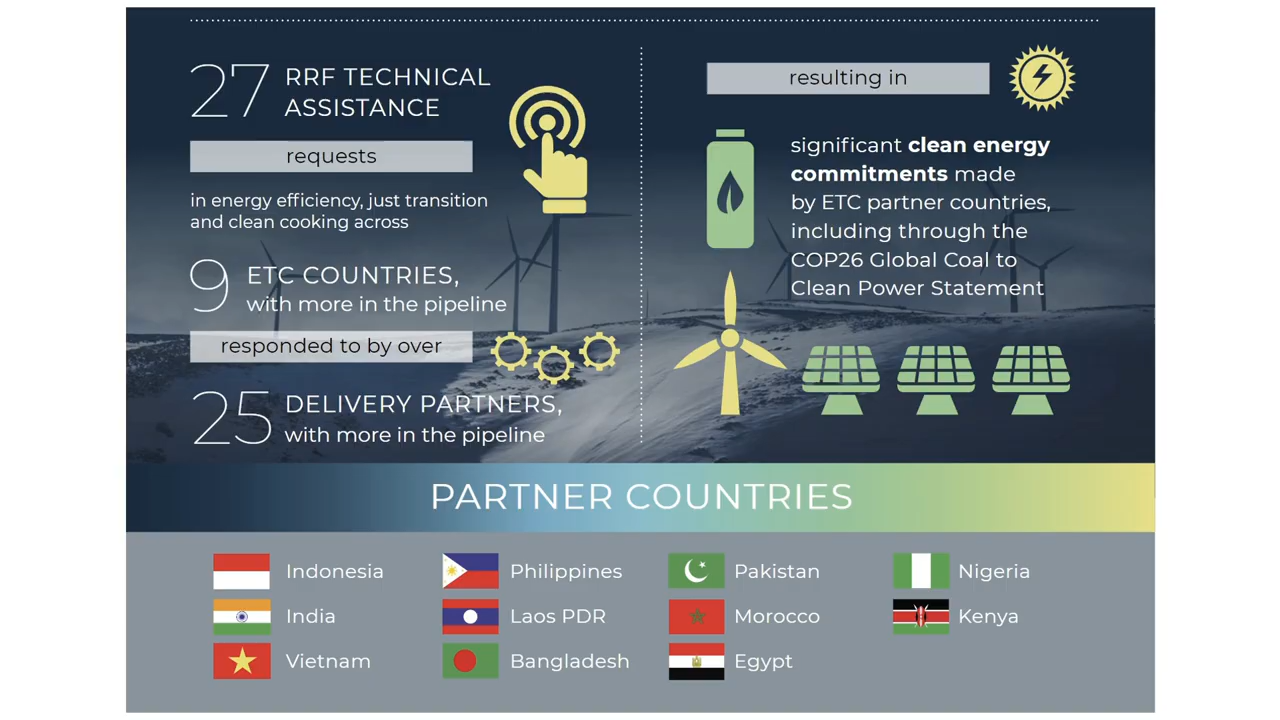 27 RRF TECHNICAL
ASSISTANCE
requests
in energy efficiency, just transition
and clean cooking across
9 ETC COUNTRIES,
with more in the pipeline
responded to by over
25 DELIVERY PARTNERS,
with more in the pipeline
resulting in
significant clean energy
commitments made
by ETC partner countries,
including through the
COP26 Global Coal to
Clean Power Statement
PARTNER COUNTRIES
Indonesia
India
Vietnam
Philippines
Laos PDR
Bangladesh
Pakistan
Morocco
Egypt
Nigeria
Kenya